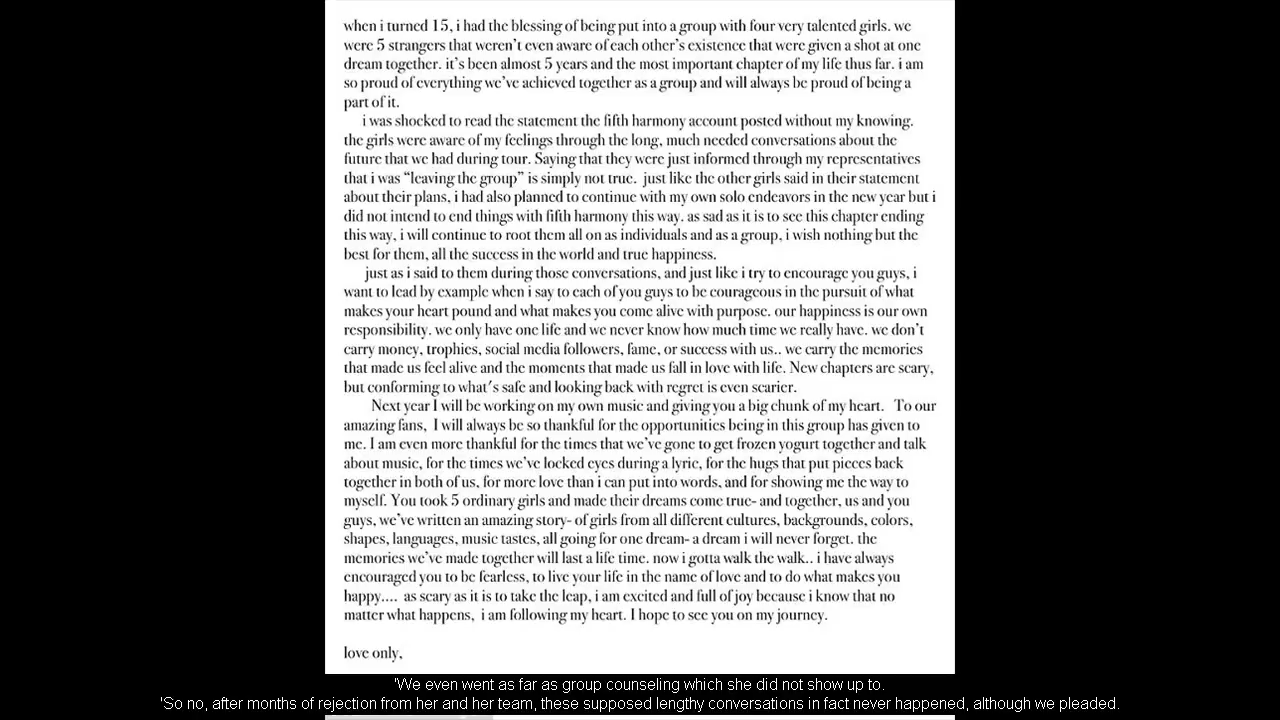 when i turned 15, i had the blessing of being put into a group with four very talented girls. we
were 5 strangers that weren't even aware of each other's existence that were given a shot at one
dream together. it's been almost 5 years and the most important chapter of my life thus far. i am
so proud of everything we've achieved together as a group and will always be proud of being a
part of it.
i was shocked to read the statement the fifth harmony account posted without my knowing.
the girls were aware of my feelings through the long, much needed conversations about the
future that we had during tour. Saying that they were just informed through my representatives
that i was “leaving the group” is simply not true. just like the other girls said in their statement
about their plans, i had also planned to continue with my own solo endeavors in the new year but i
did not intend to end things with fifth harmony this way. as sad as it is to see this chapter ending
this way, i will continue to root them all on as individuals and as a group, i wish nothing but the
best for them, all the success in the world and true happiness.
just as i said to them during those conversations, and just like i try to encourage you guys, i
want to lead by example when i say to each of you guys to be courageous in the pursuit of what
makes your heart pound and what makes you come alive with purpose. our happiness is our own
responsibility. we only have one life and we never know how much time we really have. we don't
carry money, trophies, social media followers, fame, or success with us.. we carry the memories
that made us feel alive and the moments that made us fall in love with life. New chapters are scary,
but conforming to what's safe and looking back with regret is even scarier.
Next year I will be working on my own music and giving you a big chunk of my heart. To our
amazing fans, I will always be so thankful for the opportunities being in this group has given to
me. I am even more thankful for the times that we've gone to get frozen yogurt together and talk
about music, for the times we've locked eyes during a lyric, for the hugs that put pieces back
together in both of us, for more love than i can put into words, and for showing me the way to
myself. You took 5 ordinary girls and made their dreams come true- and together, us and you
guys, we've written an amazing story- of girls from all different cultures, backgrounds, colors,
shapes, languages, music tastes, all going for one dream- a dream i will never forget. the
memories we've made together will last a life time. now i gotta walk the walk.. i have always
encouraged you to be fearless, to live your life in the name of love and to do what makes you
happy.... as scary as it is to take the leap, i am excited and full of joy because i know that no
matter what happens, i am following my heart. I hope to see you on my journey.
love only,
'We even went as far as group counseling which she did not show up to.
'So no, after months of rejection from her and her team, these supposed lengthy conversations in fact never happened, although we pleaded.